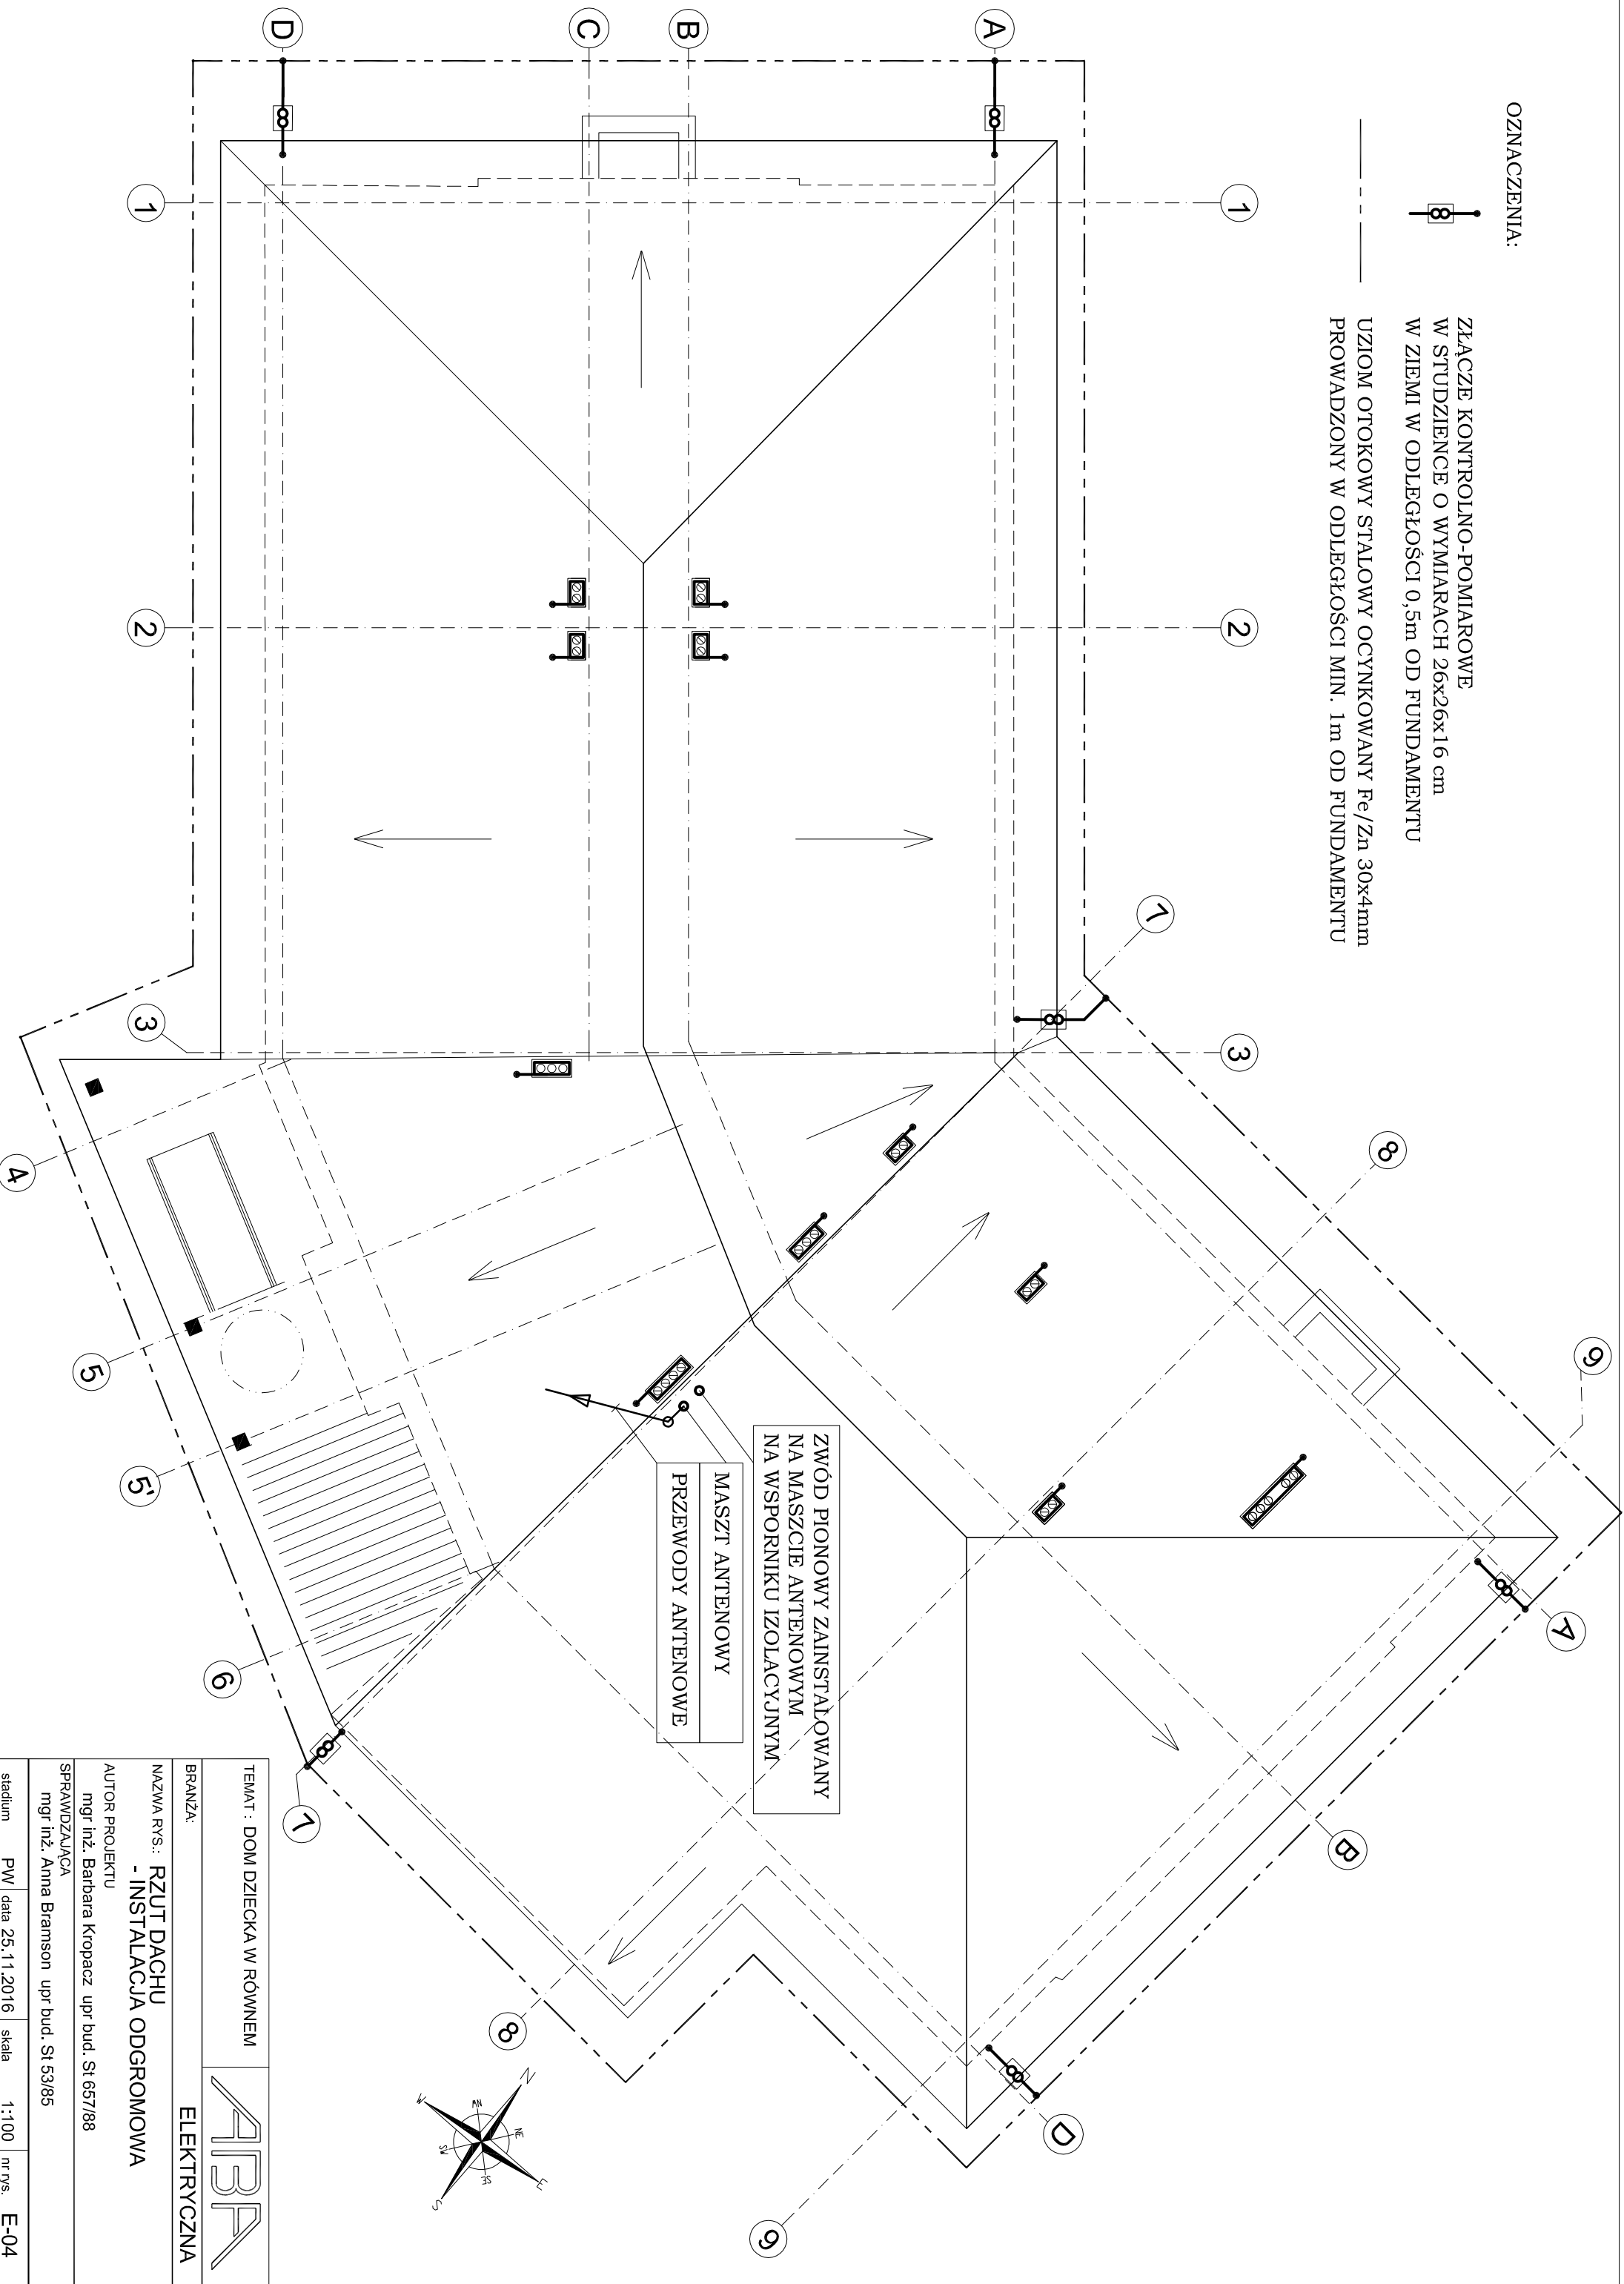 OZNACZENIA:
ZŁĄCZE KONTROLNO-POMIAROWE
W STUDZIENCE O WYMIARACH 26x26x16 cm
W ZIEMI W ODLEGŁOŚCI 0,5m OD FUNDAMENTU
UZIOM OTOKOWY STALOWY OCYNKOWANY Fe/Zn 30x4mm
PROWADZONY W ODLEGŁOŚCI MIN. 1m OD FUNDAMENTU
1
2
7
3
8
9
A
B
C
D
A
B
D
1
2
3
4
5
5'
6
7
8
9
ZWÓD PIONOWY ZAINSTALOWANY
NA MASZCIE ANTENOWYM
NA WSPORNIKU IZOLACYJNYM
MASZT ANTENOWY
PRZEWODY ANTENOWE
N
NE
E
SE
S
SW
W
NW
TEMAT : DOM DZIECKA W RÓWNEM
ABA
BRANŻA: ELEKTRYCZNA
NAZWA RYS.: RZUT DACHU
- INSTALACJA ODGROMOWA
AUTOR PROJEKTU
mgr inż. Barbara Kropacz upr bud. St 657/88
SPRAWDZAJĄCA
mgr inż. Anna Bramson upr bud. St 53/85
stadium PW data 25.11.2016 skala 1:100 nr rys. E-04